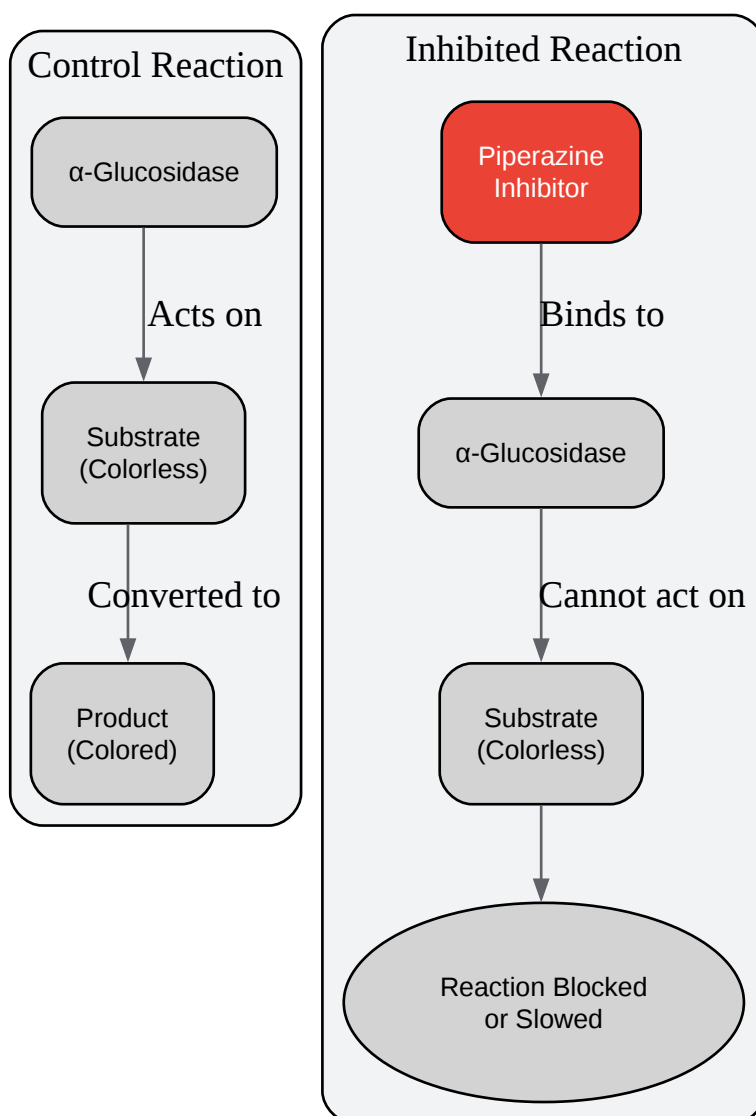 Control Reaction
α-Glucosidase
Acts on
Substrate
(Colorless)
Converted to
Product
(Colored)
Inhibited Reaction
Piperazine
Inhibitor
Binds to
α-Glucosidase
Cannot act on
Substrate
(Colorless)
Reaction Blocked
or Slowed